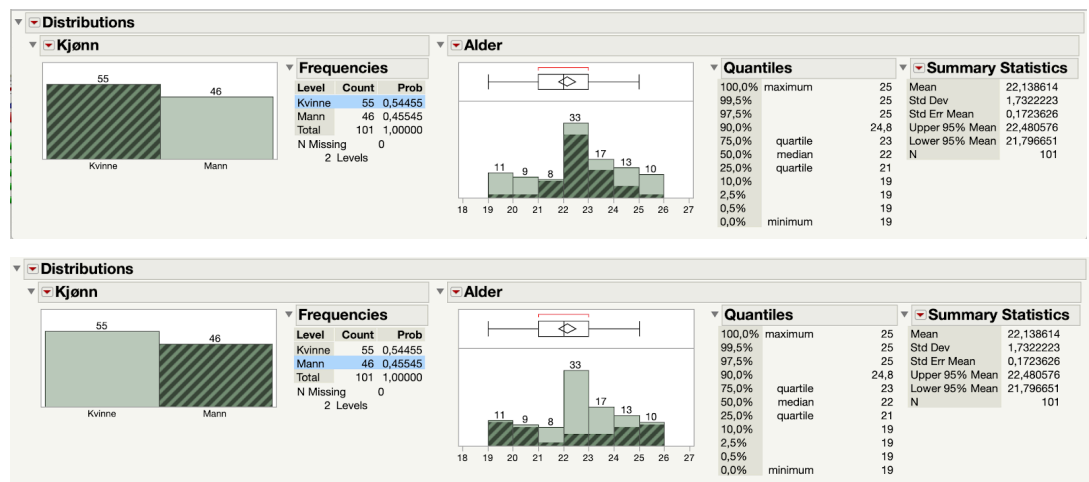 Distributions
Kjønn
55
46
Kvinne Mann
Frequencies
Level Count Prob
Kvinne 55 0,54455
Mann 46 0,45545
Total 101 1,00000
N Missing 0
2 Levels
Alder
11 9 8 33 17 13 10
18 19 20 21 22 23 24 25 26 27
Quantiles
100,0% maximum 25
99,5% 25
97,5% 25
90,0% 24,8
75,0% quartile 23
50,0% median 22
25,0% quartile 21
10,0% 19
2,5% 19
0,5% 19
0,0% minimum 19
Summary Statistics
Mean 22,138614
Std Dev 1,7322223
Std Err Mean 0,1723626
Upper 95% Mean 22,480576
Lower 95% Mean 21,796651
N 101
Distributions
Kjønn
55
46
Kvinne Mann
Frequencies
Level Count Prob
Kvinne 55 0,54455
Mann 46 0,45545
Total 101 1,00000
N Missing 0
2 Levels
Alder
11 9 8 33 17 13 10
18 19 20 21 22 23 24 25 26 27
Quantiles
100,0% maximum 25
99,5% 25
97,5% 25
90,0% 24,8
75,0% quartile 23
50,0% median 22
25,0% quartile 21
10,0% 19
2,5% 19
0,5% 19
0,0% minimum 19
Summary Statistics
Mean 22,138614
Std Dev 1,7322223
Std Err Mean 0,1723626
Upper 95% Mean 22,480576
Lower 95% Mean 21,796651
N 101